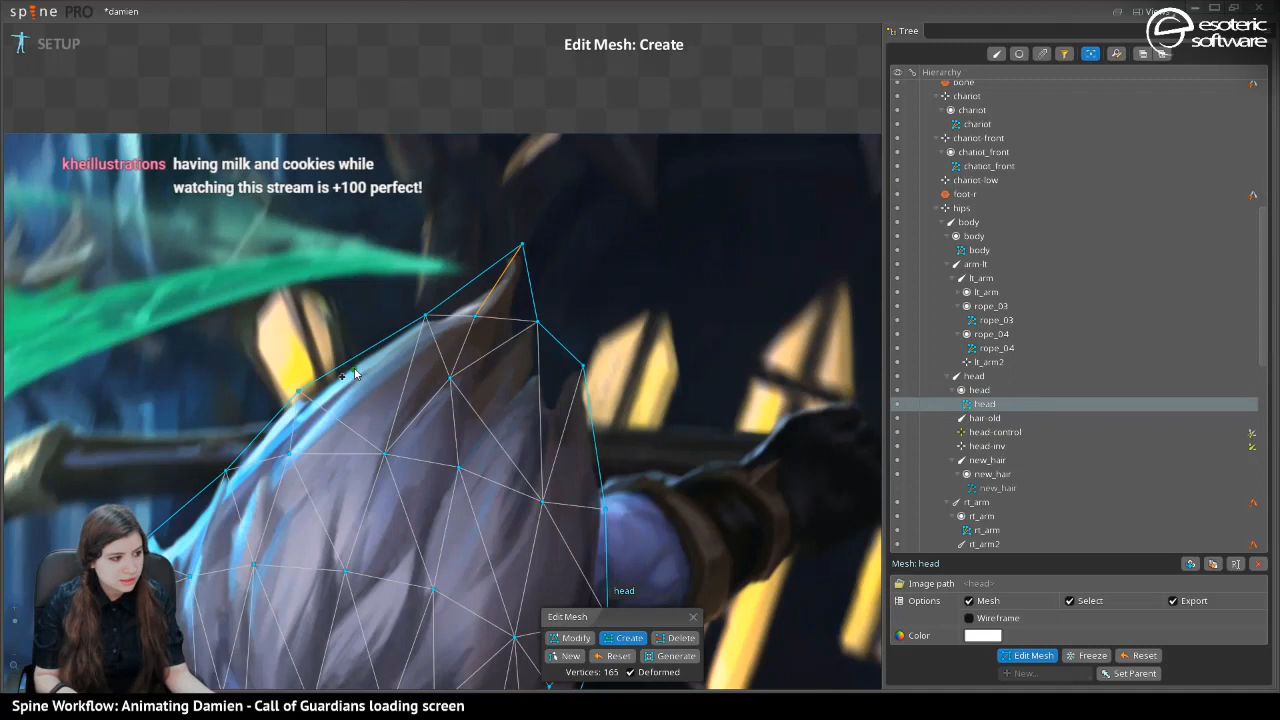 spine PRO
*damien
Views
SETUP
Edit Mesh: Create
Tree
esoteric
software
Hierarchy
bone
chariot
chariot
chariot
chariot-front
chatiot_front
chatiot_front
chariot-low
foot-r
hips
body
body
body
arm-lt
lt_arm
lt_arm
rope_03
rope_03
rope_04
rope_04
lt_arm2
head
head
head
hair-old
head-control
head-inv
new_hair
new_hair
new_hair
rt_arm
rt_arm
rt_arm
rt_arm2
kheillustrations having milk and cookies while
watching this stream is +100 perfect!
head
Edit Mesh
Modify Create Delete
New Reset Generate
Vertices: 165 Deformed
Mesh: head
Image path <head>
Options Mesh Select Export
Wireframe
Color
Edit Mesh Freeze Reset
New... Set Parent
Spine Workflow: Animating Damien - Call of Guardians loading screen